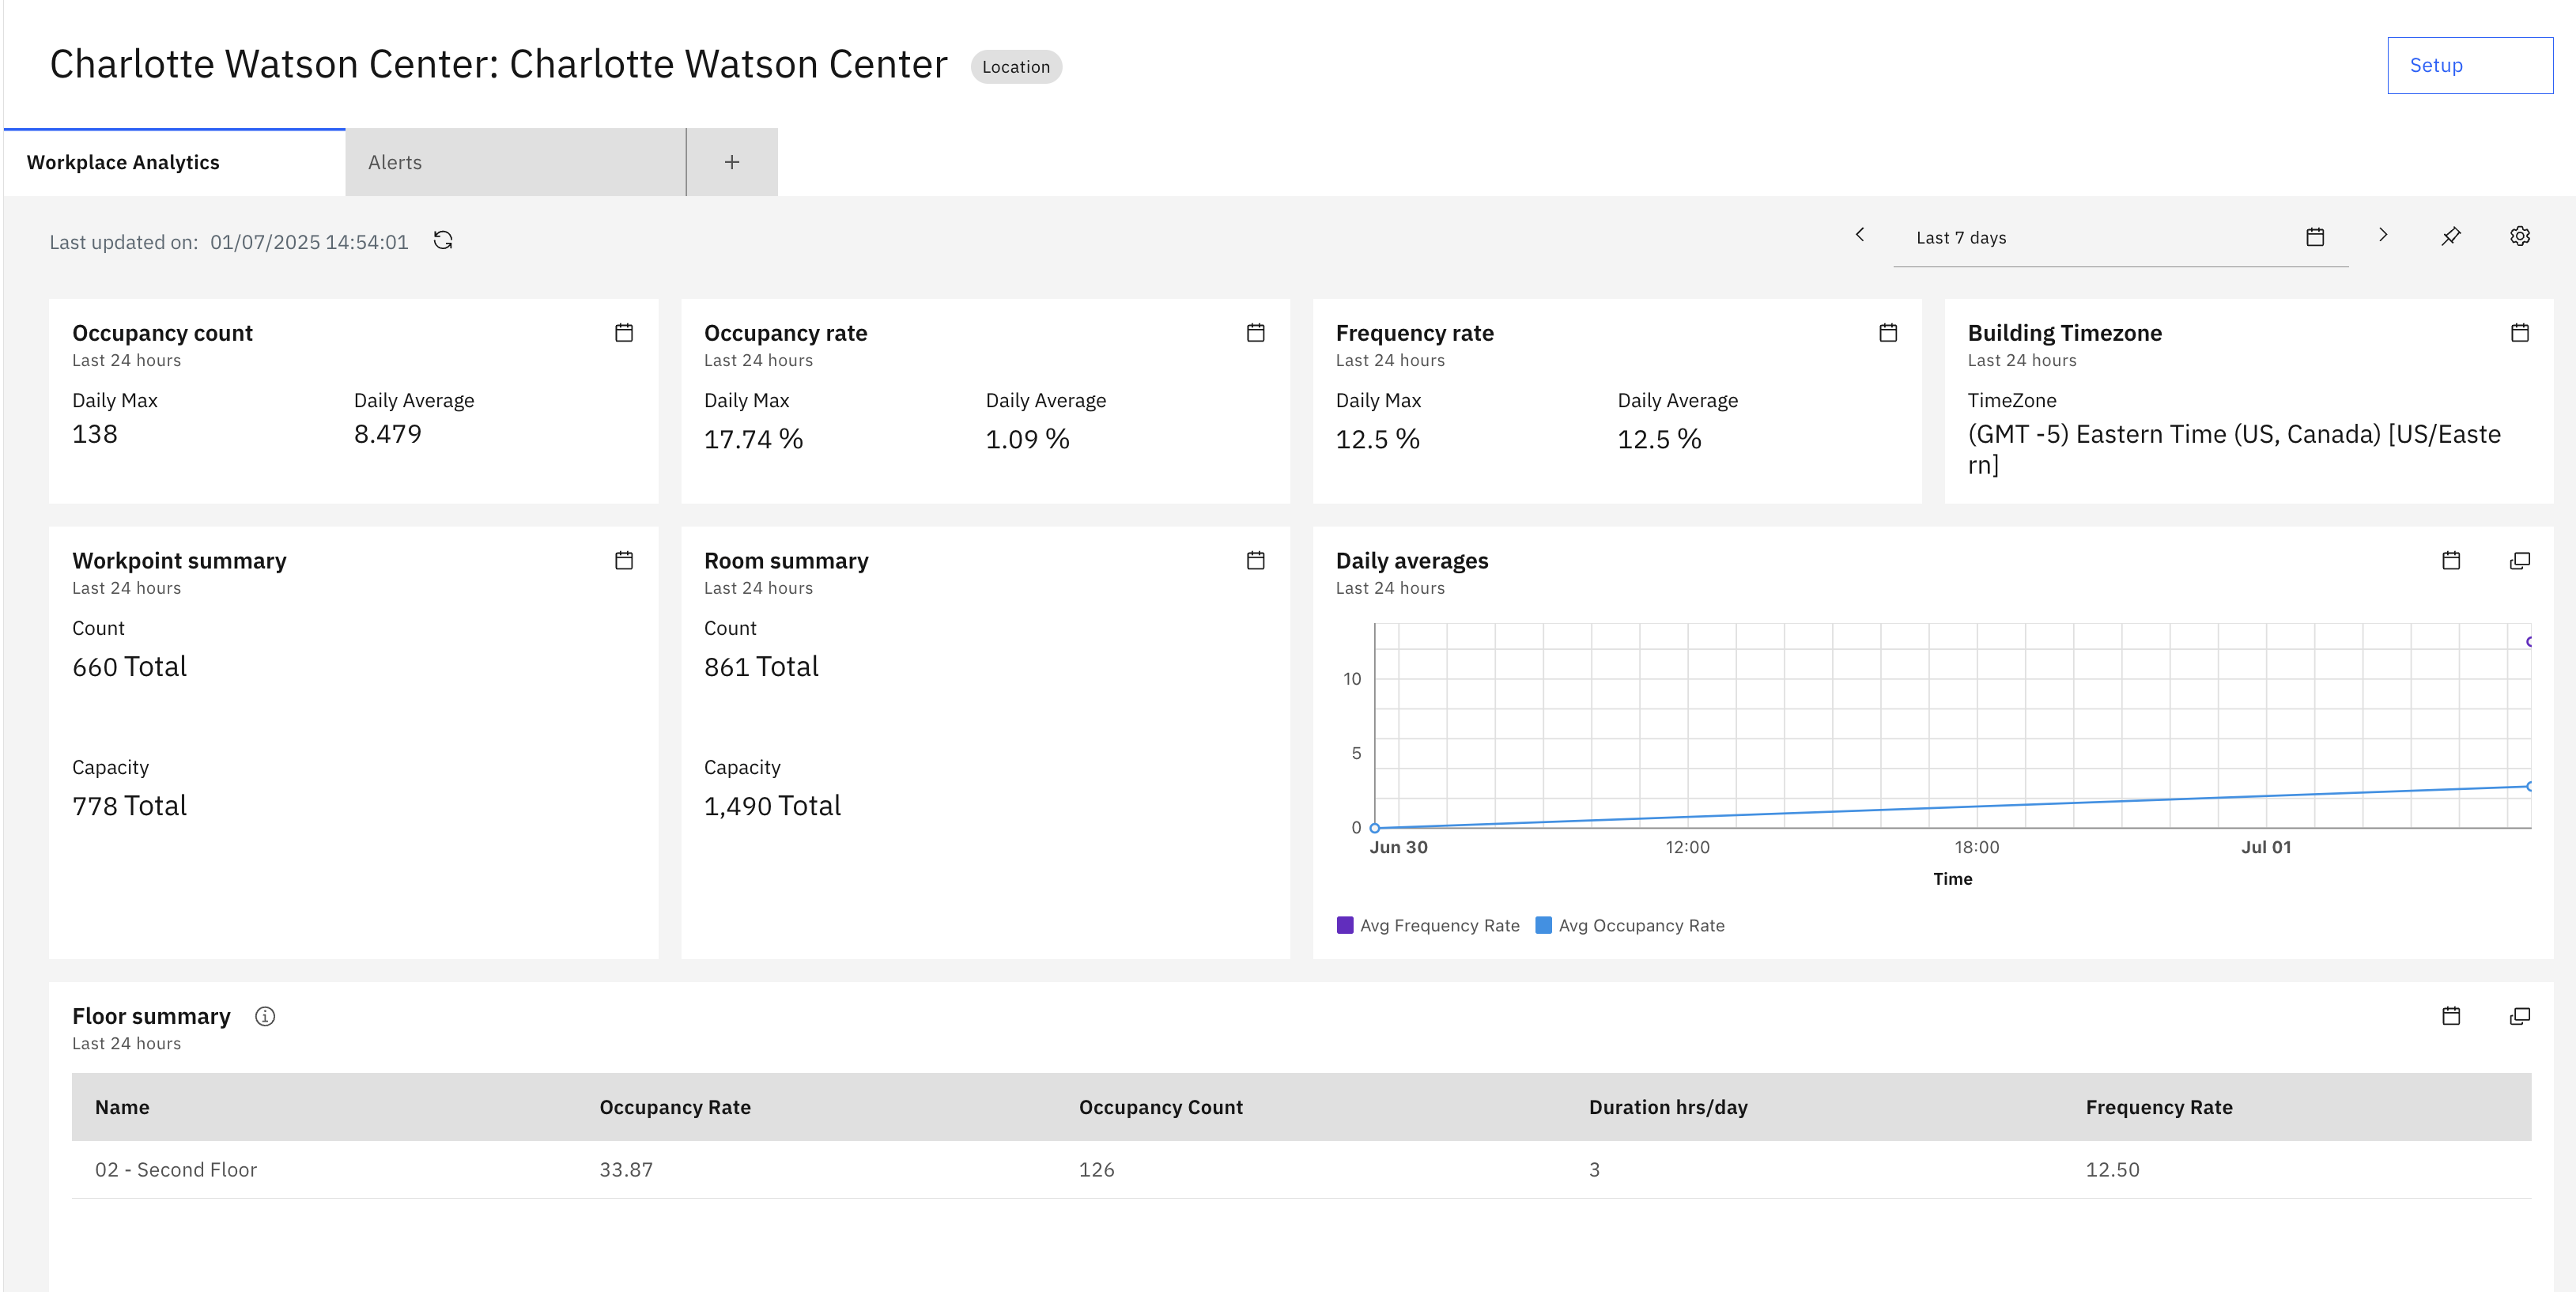 Charlotte Watson Center: Charlotte Watson Center Location
Setup
Workplace Analytics Alerts +
Last updated on: 01/07/2025 14:54:01
Last 7 days
Occupancy count
Last 24 hours
Daily Max Daily Average
138 8.479
Occupancy rate
Last 24 hours
Daily Max Daily Average
17.74 % 1.09 %
Frequency rate
Last 24 hours
Daily Max Daily Average
12.5 % 12.5 %
Building Timezone
Last 24 hours
TimeZone
(GMT -5) Eastern Time (US, Canada) [US/Easte
rn]
Workpoint summary
Last 24 hours
Count
660 Total
Capacity
778 Total
Room summary
Last 24 hours
Count
861 Total
Capacity
1,490 Total
Daily averages
Last 24 hours
10
5
0
Jun 30 12:00 18:00 Jul 01
Time
Avg Frequency Rate Avg Occupancy Rate
Floor summary
Last 24 hours
Name Occupancy Rate Occupancy Count Duration hrs/day Frequency Rate
02 - Second Floor 33.87 126 3 12.50